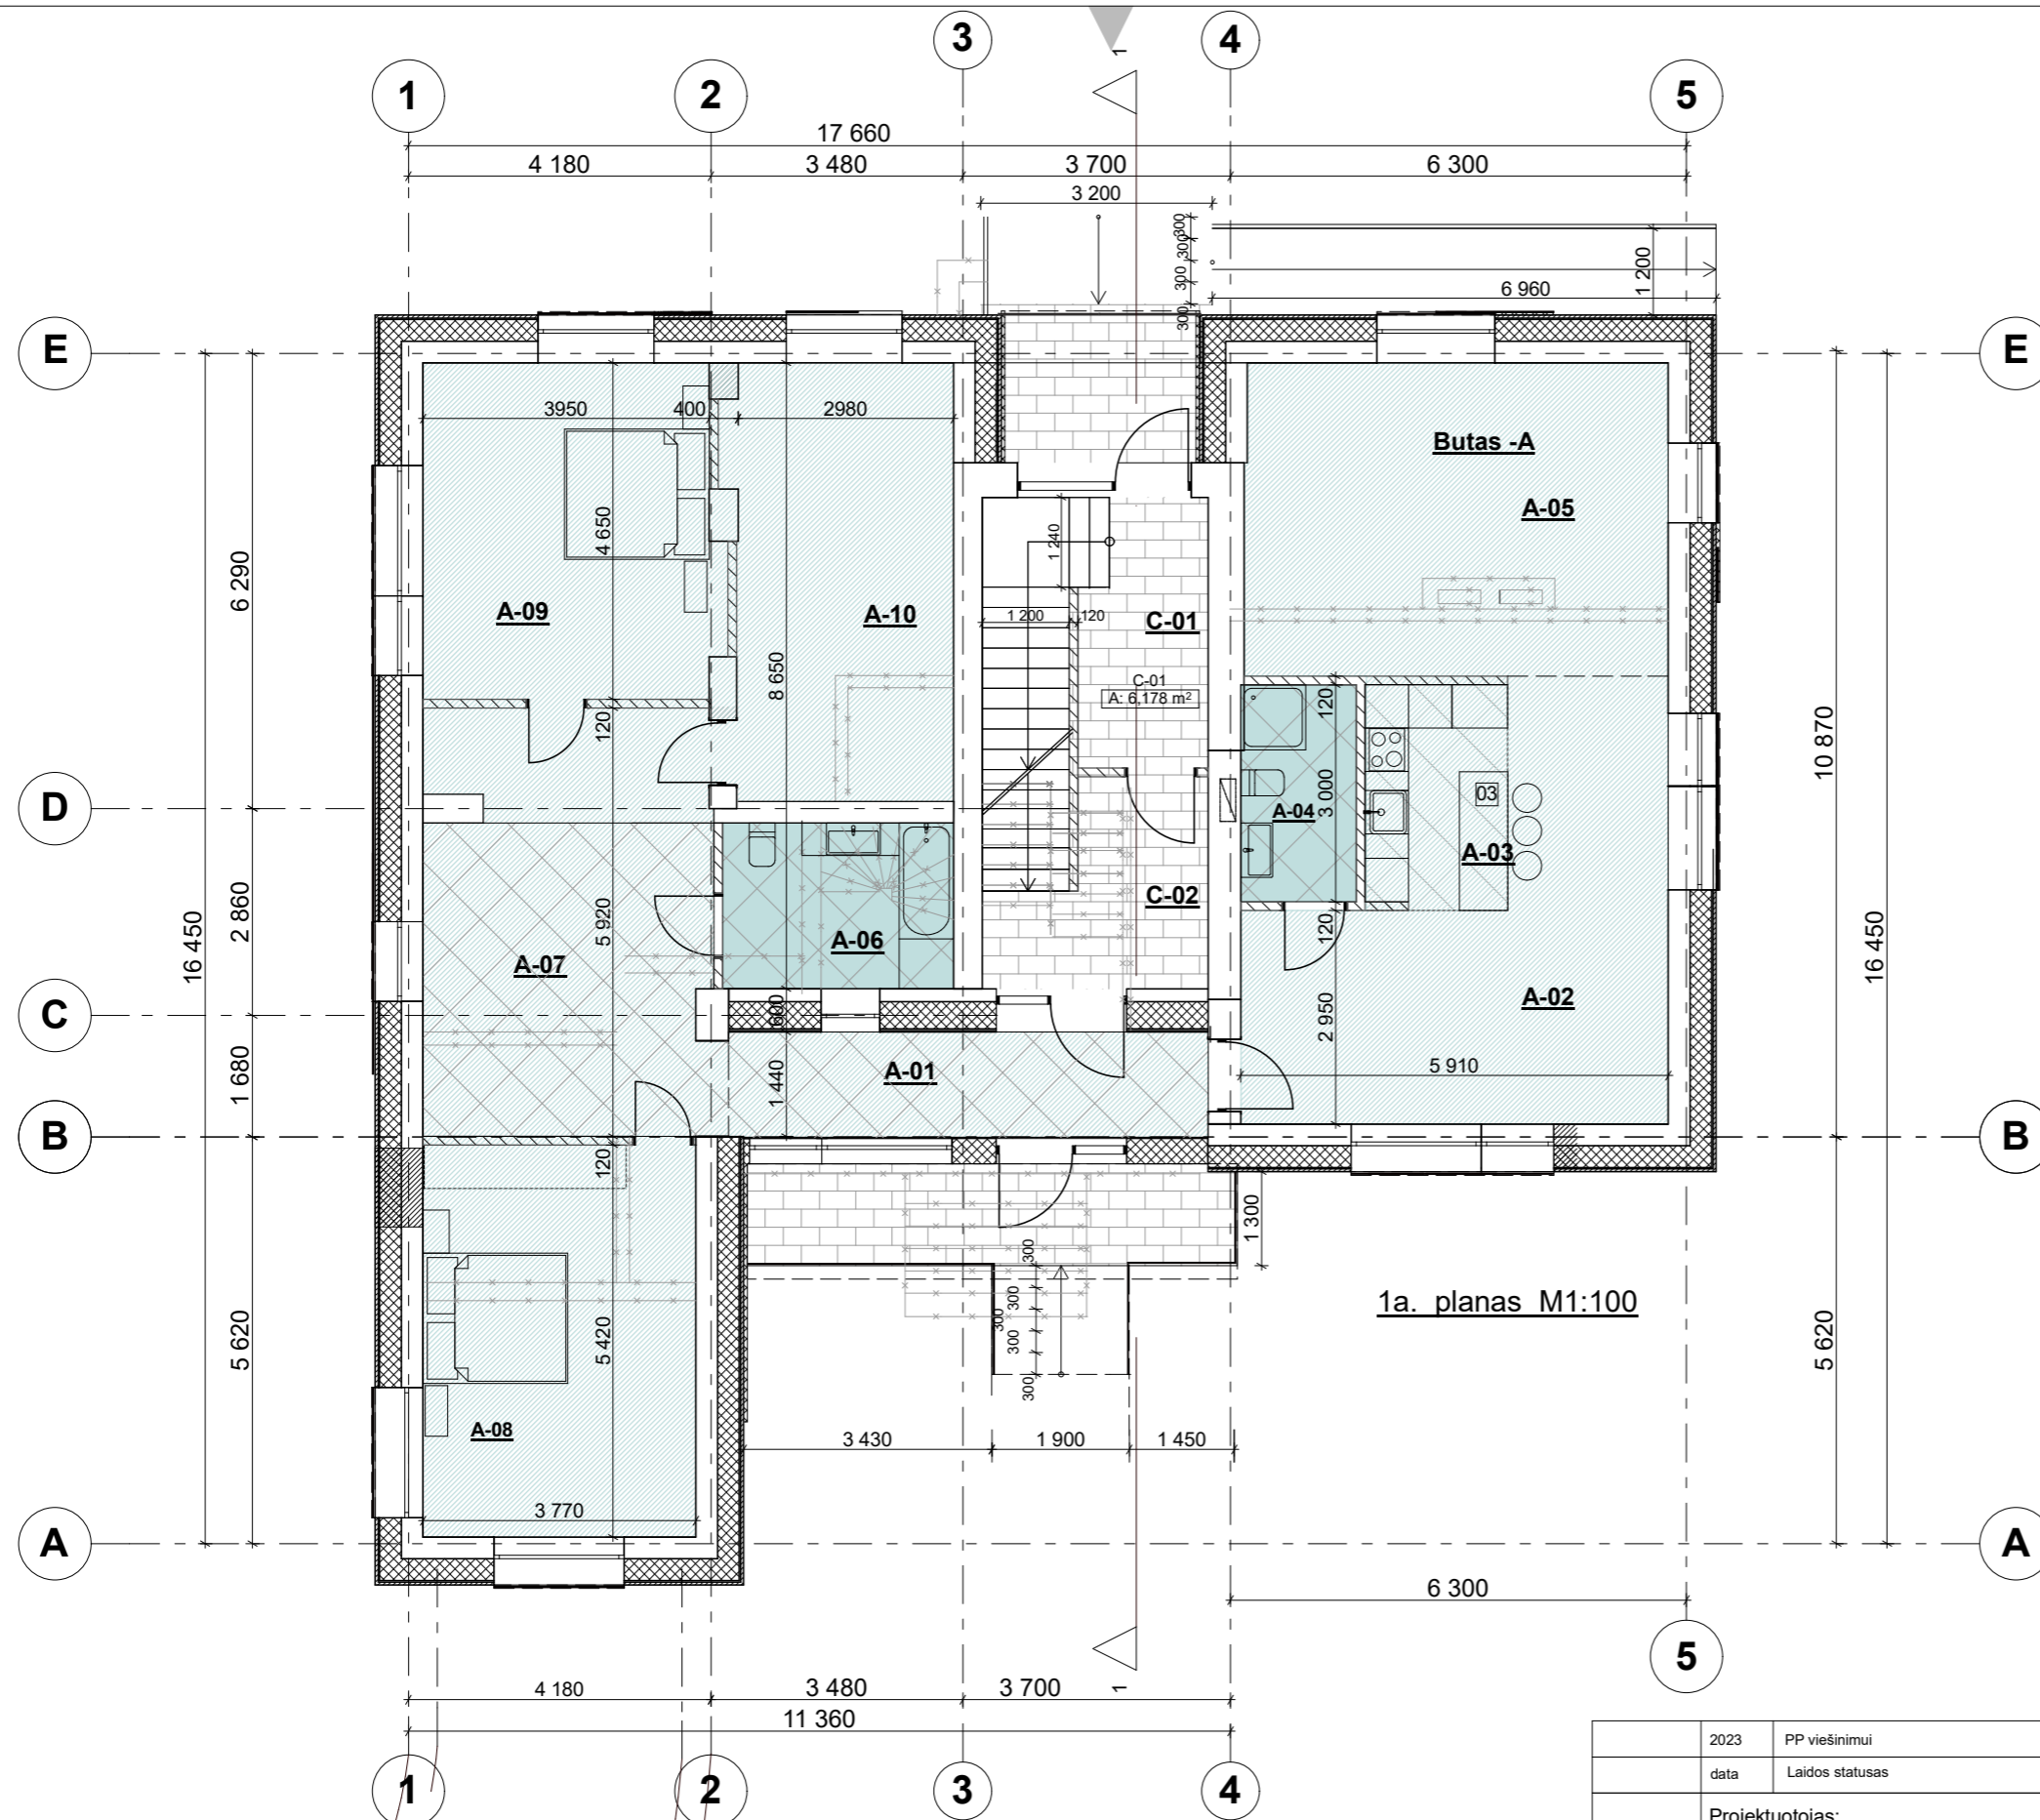 1
3
4
1
2
5
17 660
4 180
3 480
3 700
6 300
3 200
300
300
300
300
1 200
6 960
E
E
3950
400
2980
Butas -A
A-05
4 650
1 240
6 290
A-09
A-10
1 200
120
C-01
8 650
C-01
A: 6,178 m²
120
120
10 870
D
03
3 000
A-04
A-03
16 450
2 860
5 920
C-02
A-06
120
A-07
16 450
A-02
C
600
2 950
1 680
1 440
A-01
5 910
B
B
120
1 300
300
300
300
300
300
1a. planas M1:100
5 620
5 420
5 620
A-08
3 430
1 900
1 450
3 770
A
A
6 300
5
4 180
3 480
3 700
1
11 360
1
2
3
4
2023
PP viešinimui
data
Laidos statusas
Projektuotojas: